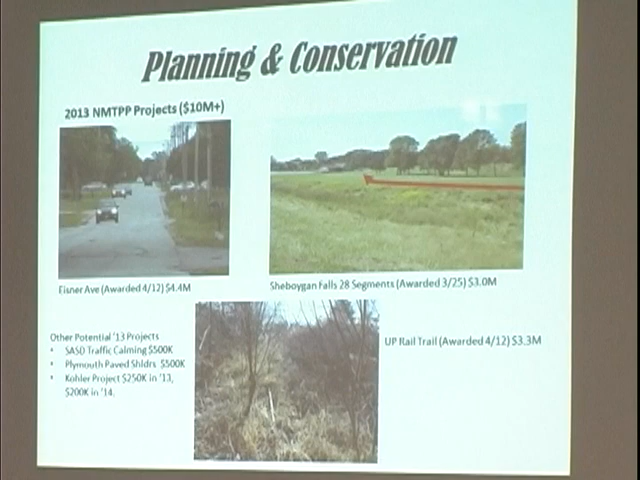 Planning & Conservation
2013 NMTPP Projects ($10M+)
Eisner Ave (Awarded 4/12) $4.4M
Sheboygan Falls 28 Segments (Awarded 3/25) $3.0M
UP Rail Trail (Awarded 4/12) $3.3M
Other Potential '13 Projects
• SASD Traffic Calming $500K
• Plymouth Paved Shldrs $500K
• Kohler Project $250K in '13,
$200K in '14.